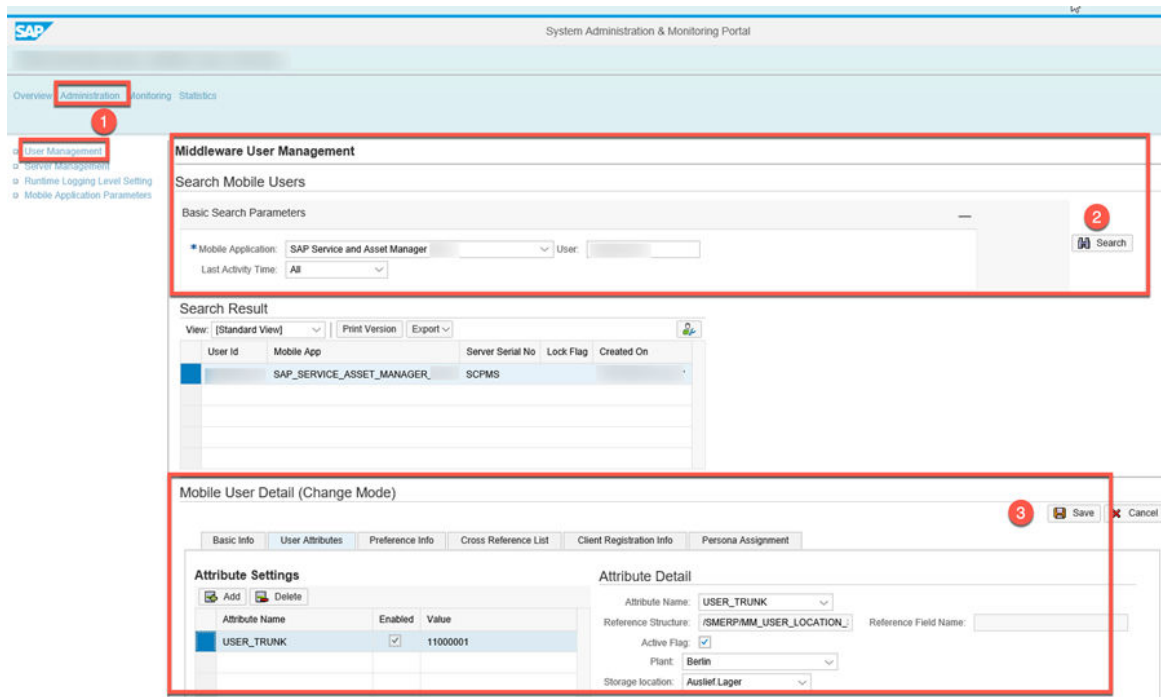 SAP System Administration & Monitoring Portal
Overview Administration Monitoring Statistics
1
User Management
Server Management
Runtime Logging Level Setting
Mobile Application Parameters
Middleware User Management
Search Mobile Users
Basic Search Parameters
2
* Mobile Application: SAP Service and Asset Manager User:
Search
Last Activity Time: All
Search Result
View: [Standard View] Print Version Export
User Id Mobile App Server Serial No Lock Flag Created On
SAP_SERVICE_ASSET_MANAGER_ SCPMS
Mobile User Detail (Change Mode)
3 Save Cancel
Basic Info User Attributes Preference Info Cross Reference List Client Registration Info Persona Assignment
Attribute Settings Attribute Detail
Add Delete
Attribute Name: USER_TRUNK
Attribute Name Enabled Value
Reference Structure: /SMERP/MM_USER_LOCATION_ Reference Field Name:
USER_TRUNK 11000001
Active Flag:
Plant: Berlin
Storage location: Auslief.Lager